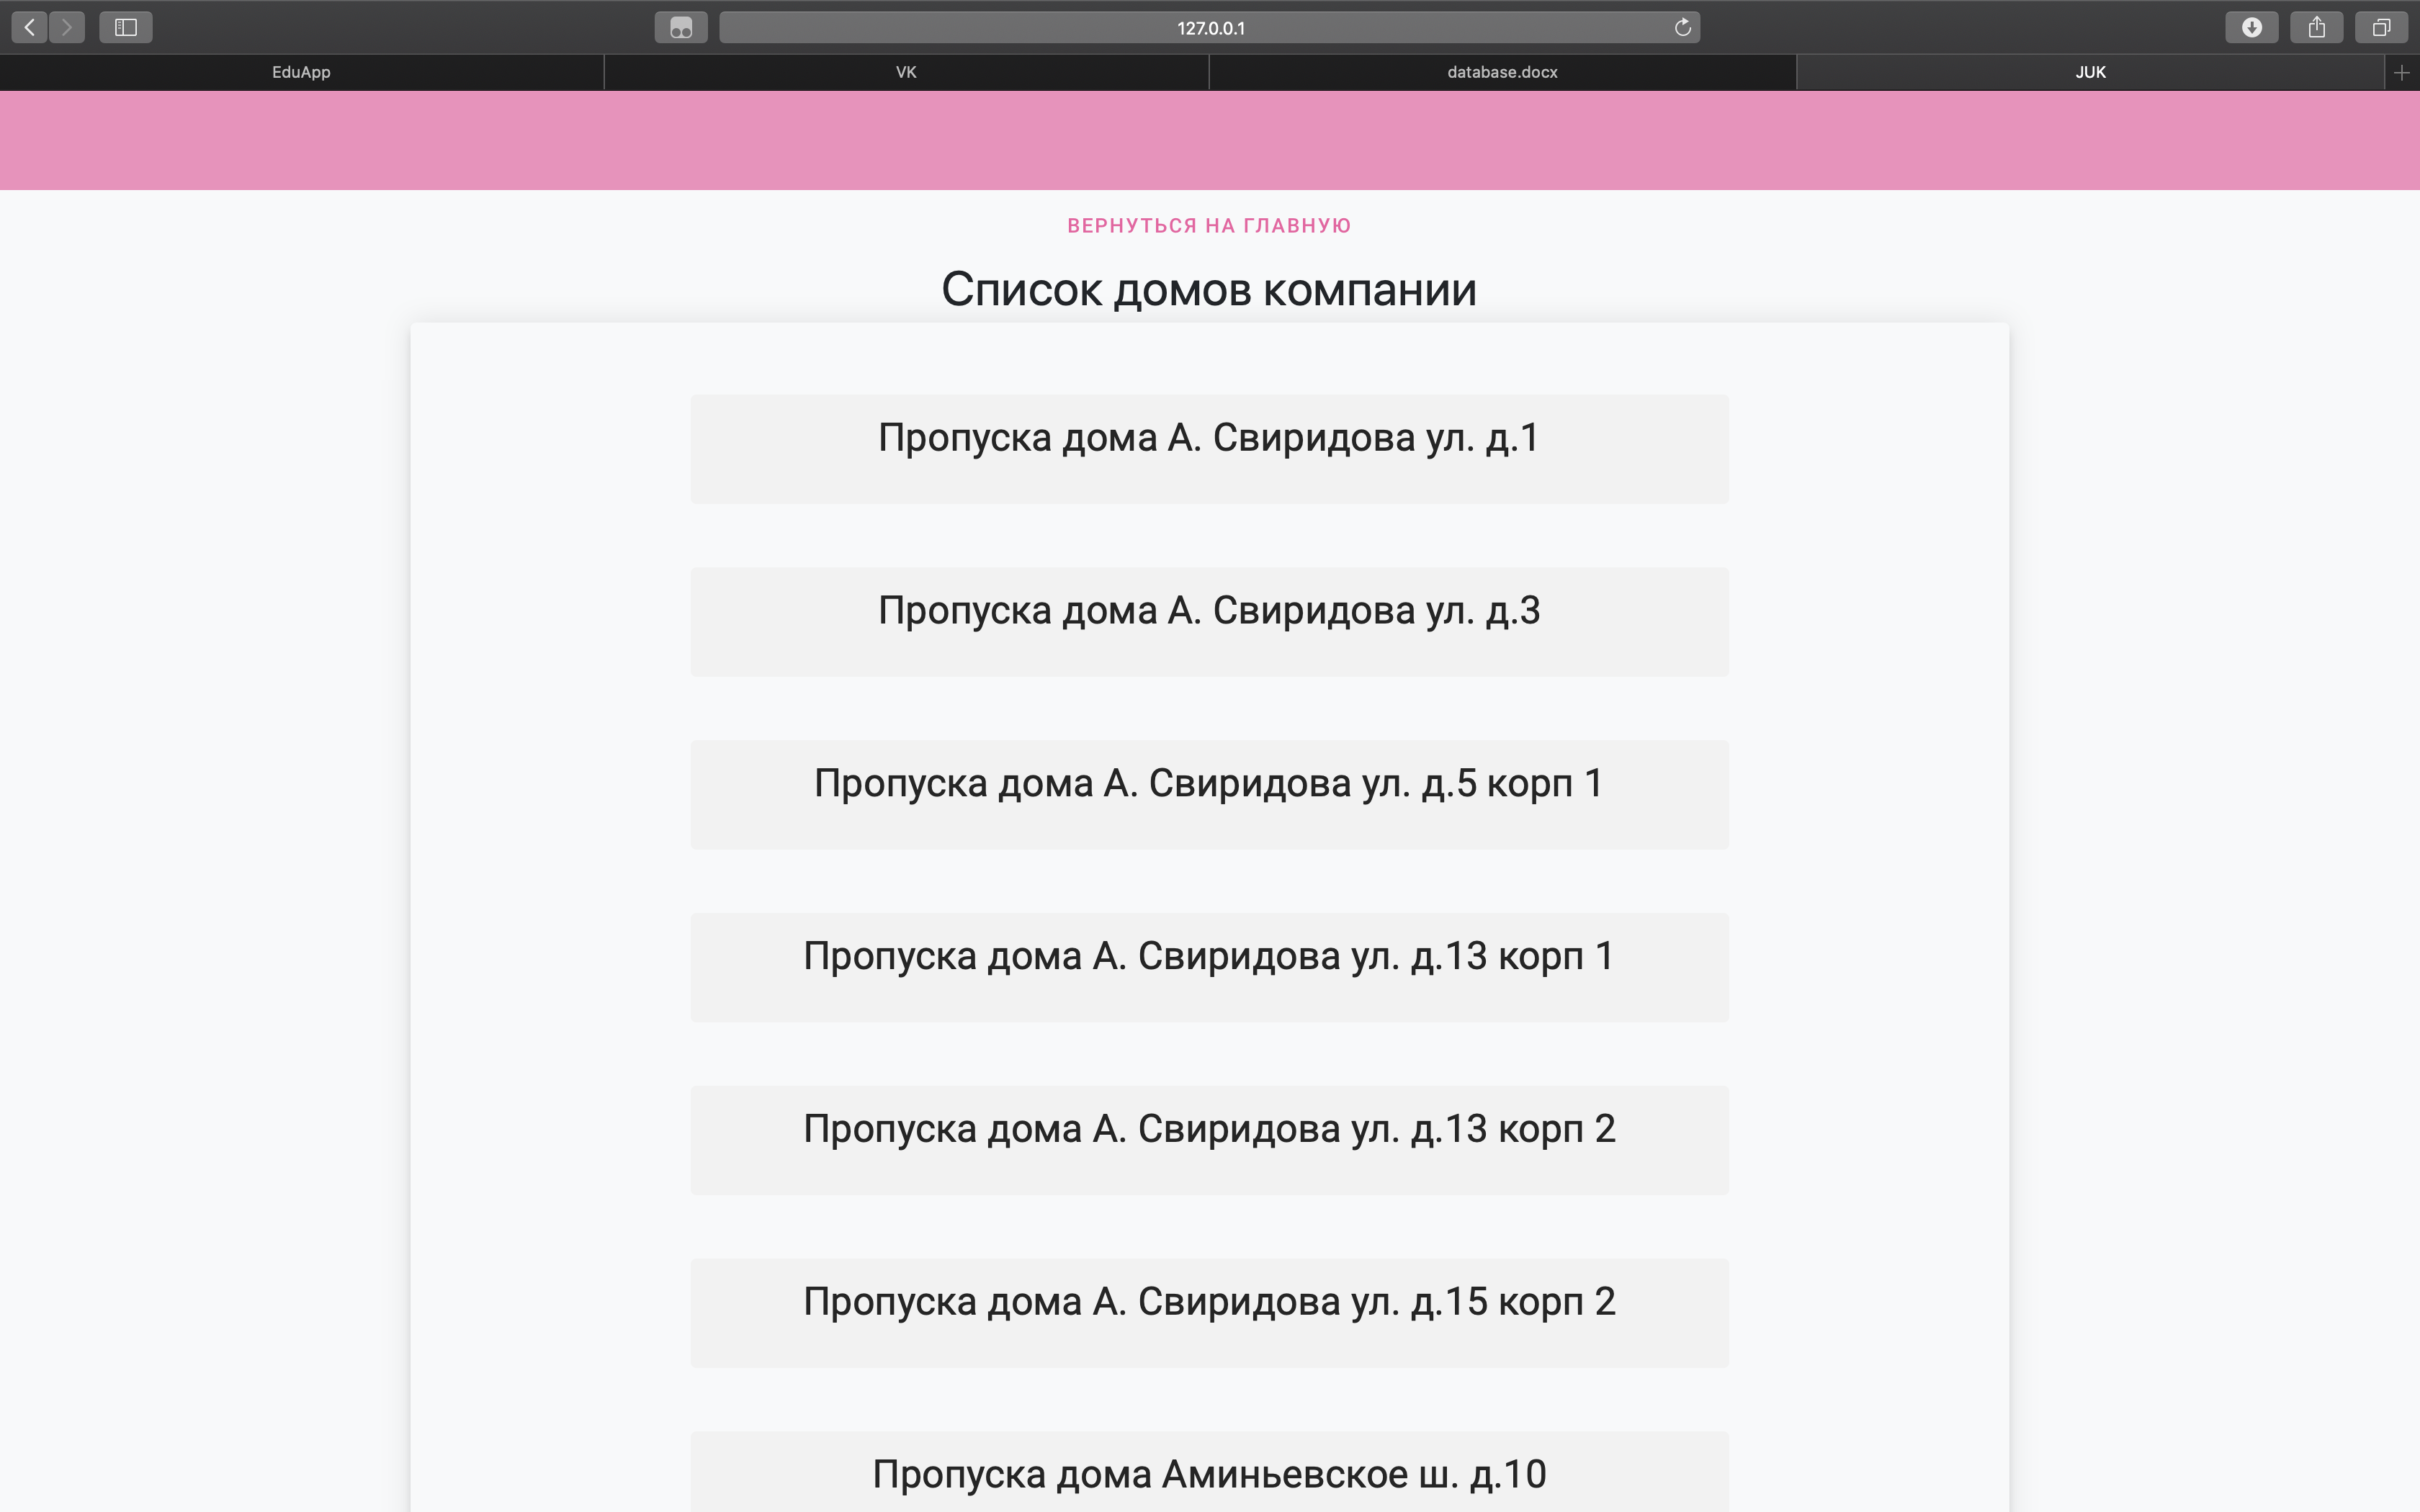 127.0.0.1
EduApp
VK
database.docx
JUK
ВЕРНУТЬСЯ НА ГЛАВНУЮ
Список домов компании
Пропуска дома А. Свиридова ул. д.1
Пропуска дома А. Свиридова ул. д.3
Пропуска дома А. Свиридова ул. д.5 корп 1
Пропуска дома А. Свиридова ул. д.13 корп 1
Пропуска дома А. Свиридова ул. д.13 корп 2
Пропуска дома А. Свиридова ул. д.15 корп 2
Пропуска дома Аминьевское ш. д.10